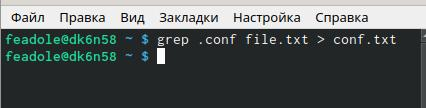 Файл Правка Вид Закладки Настройка Справка
feadole@dk6n58 ~ $ grep .conf file.txt > conf.txt
feadole@dk6n58 ~ $